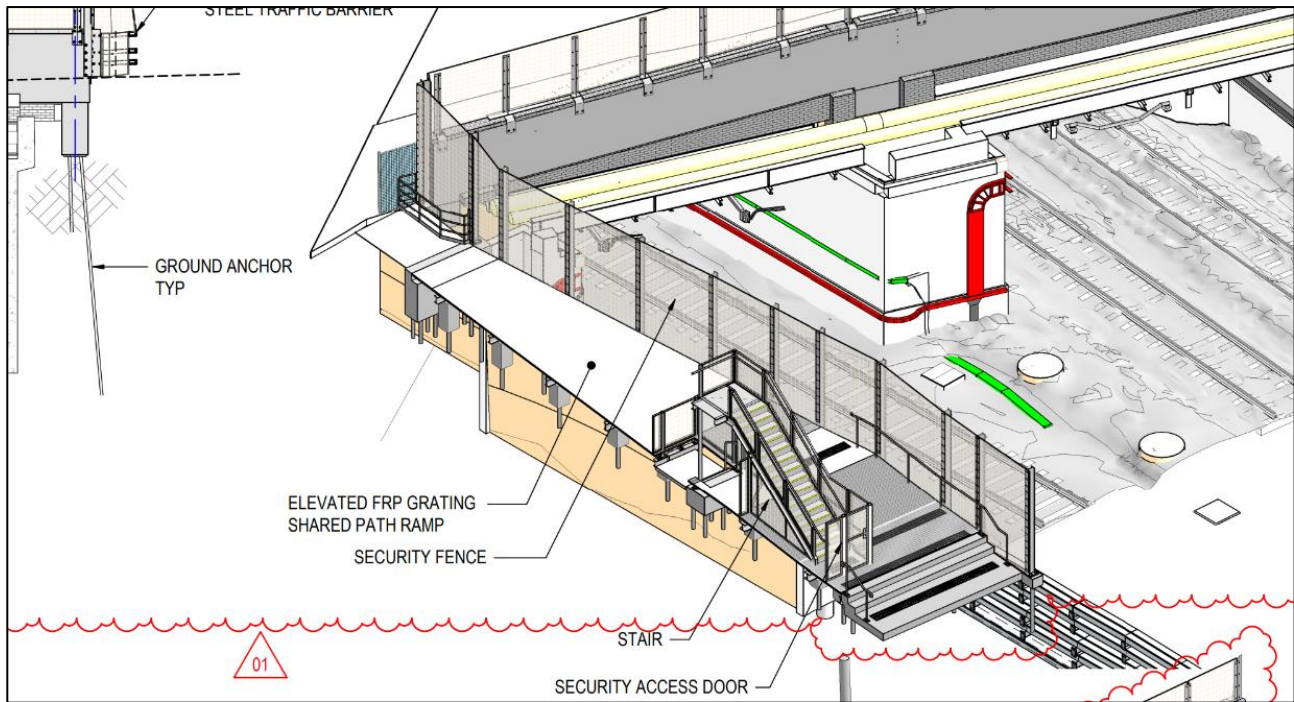 STEEL TRAFFIC BARRIER
GROUND ANCHOR
TYP
ELEVATED FRP GRATING
SHARED PATH RAMP
SECURITY FENCE
STAIR
01
SECURITY ACCESS DOOR